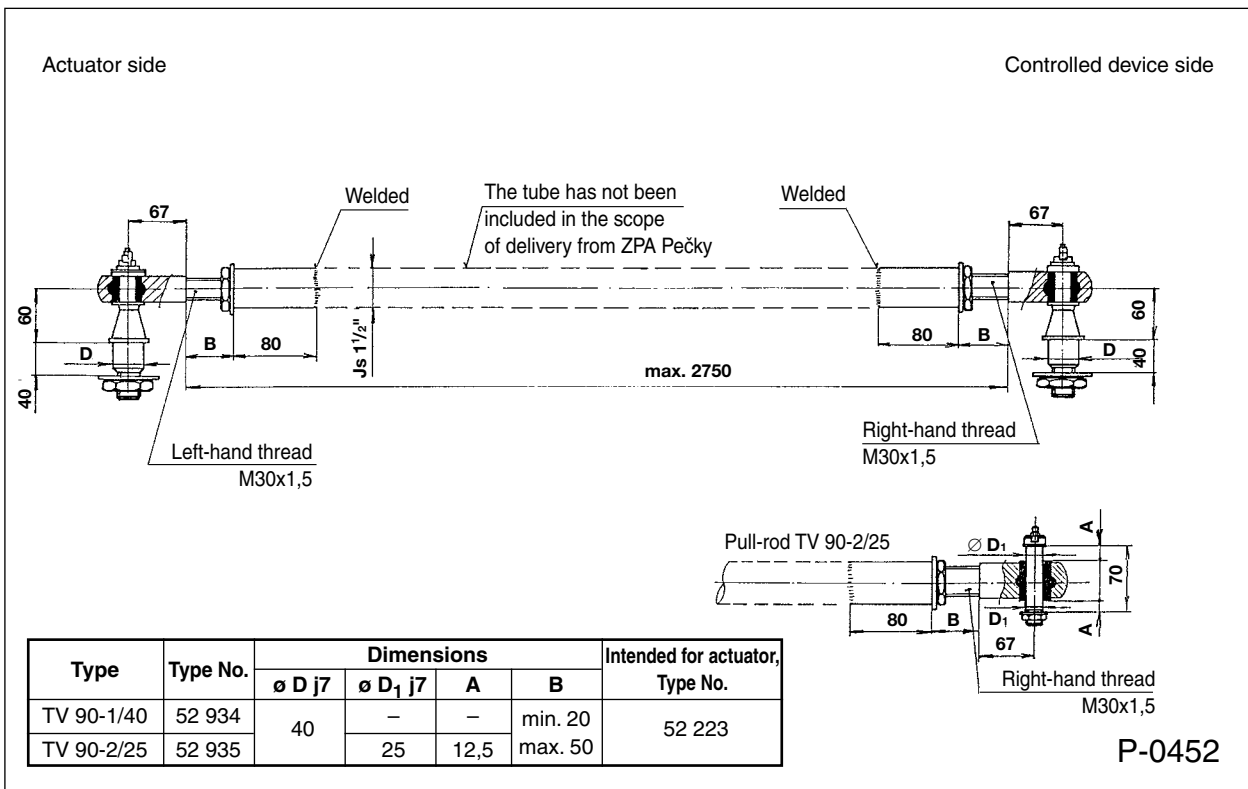 Actuator side
Controlled device side
67
Welded
The tube has not been
included in the scope
of delivery from ZPA Pečky
Welded
67
60
D
40
B
80
Js 1 1/2"
80
B
60
D
40
max. 2750
Left-hand thread
M30x1,5
Right-hand thread
M30x1,5
Pull-rod TV 90-2/25
∅ D1
A
70
80
B
D1
A
67
Right-hand thread
M30x1,5
Type
Type No.
Dimensions
Intended for actuator,
Type No.
ø D j7
ø D1 j7
A
B
TV 90-1/40
52 934
40
–
–
min. 20
max. 50
52 223
TV 90-2/25
52 935
25
12,5
P-0452